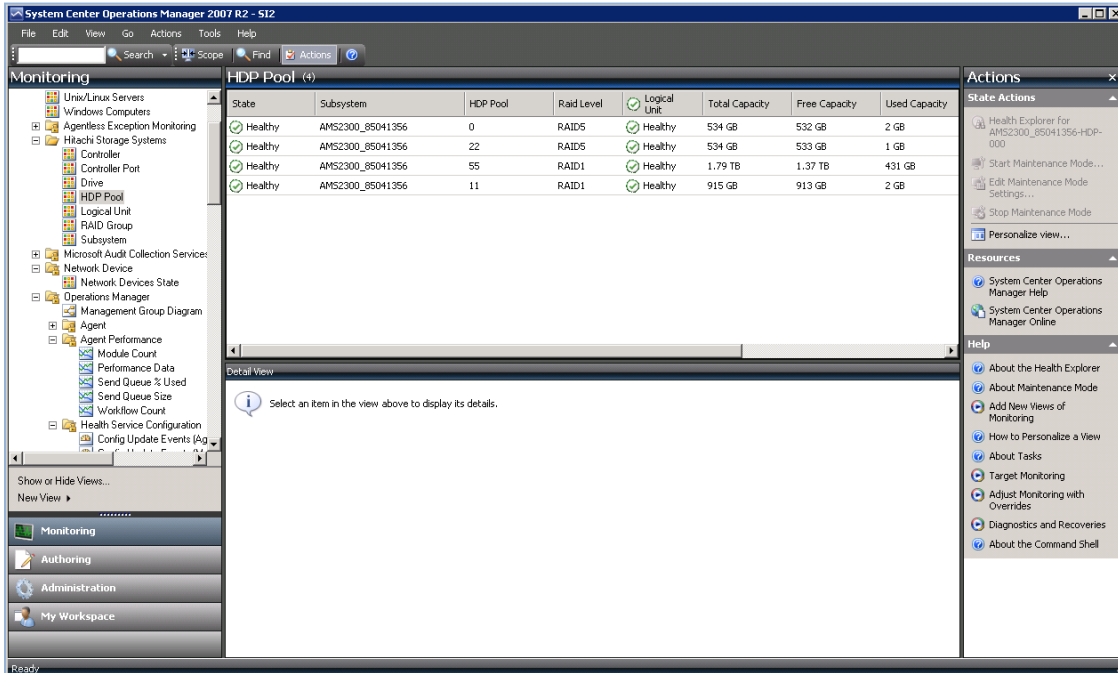 System Center Operations Manager 2007 R2 - SI2
File Edit View Go Actions Tools Help
Search Scope Find Actions
Monitoring
Unix/Linux Servers
Windows Computers
Agentless Exception Monitoring
Hitachi Storage Systems
Controller
Controller Port
Drive
HDP Pool
Logical Unit
RAID Group
Subsystem
Microsoft Audit Collection Services
Network Device
Network Devices State
Operations Manager
Management Group Diagram
Agent
Agent Performance
Module Count
Performance Data
Send Queue % Used
Send Queue Size
Workflow Count
Health Service Configuration
Config Update Events (Ag
Show or Hide Views...
New View
Monitoring
Authoring
Administration
My Workspace
Ready
HDP Pool (4)
State Subsystem HDP Pool Raid Level Logical Unit Total Capacity Free Capacity Used Capacity
Healthy AMS2300_85041356 0 RAID5 Healthy 534 GB 532 GB 2 GB
Healthy AMS2300_85041356 22 RAID5 Healthy 534 GB 533 GB 1 GB
Healthy AMS2300_85041356 55 RAID1 Healthy 1.79 TB 1.37 TB 431 GB
Healthy AMS2300_85041356 11 RAID1 Healthy 915 GB 913 GB 2 GB
Detail View
Select an item in the view above to display its details.
Actions
State Actions
Health Explorer for
AMS2300_85041356-HDP-
000
Start Maintenance Mode...
Edit Maintenance Mode
Settings...
Stop Maintenance Mode
Personalize view...
Resources
System Center Operations
Manager Help
System Center Operations
Manager Online
Help
About the Health Explorer
About Maintenance Mode
Add New Views of
Monitoring
How to Personalize a View
About Tasks
Target Monitoring
Adjust Monitoring with
Overrides
Diagnostics and Recoveries
About the Command Shell